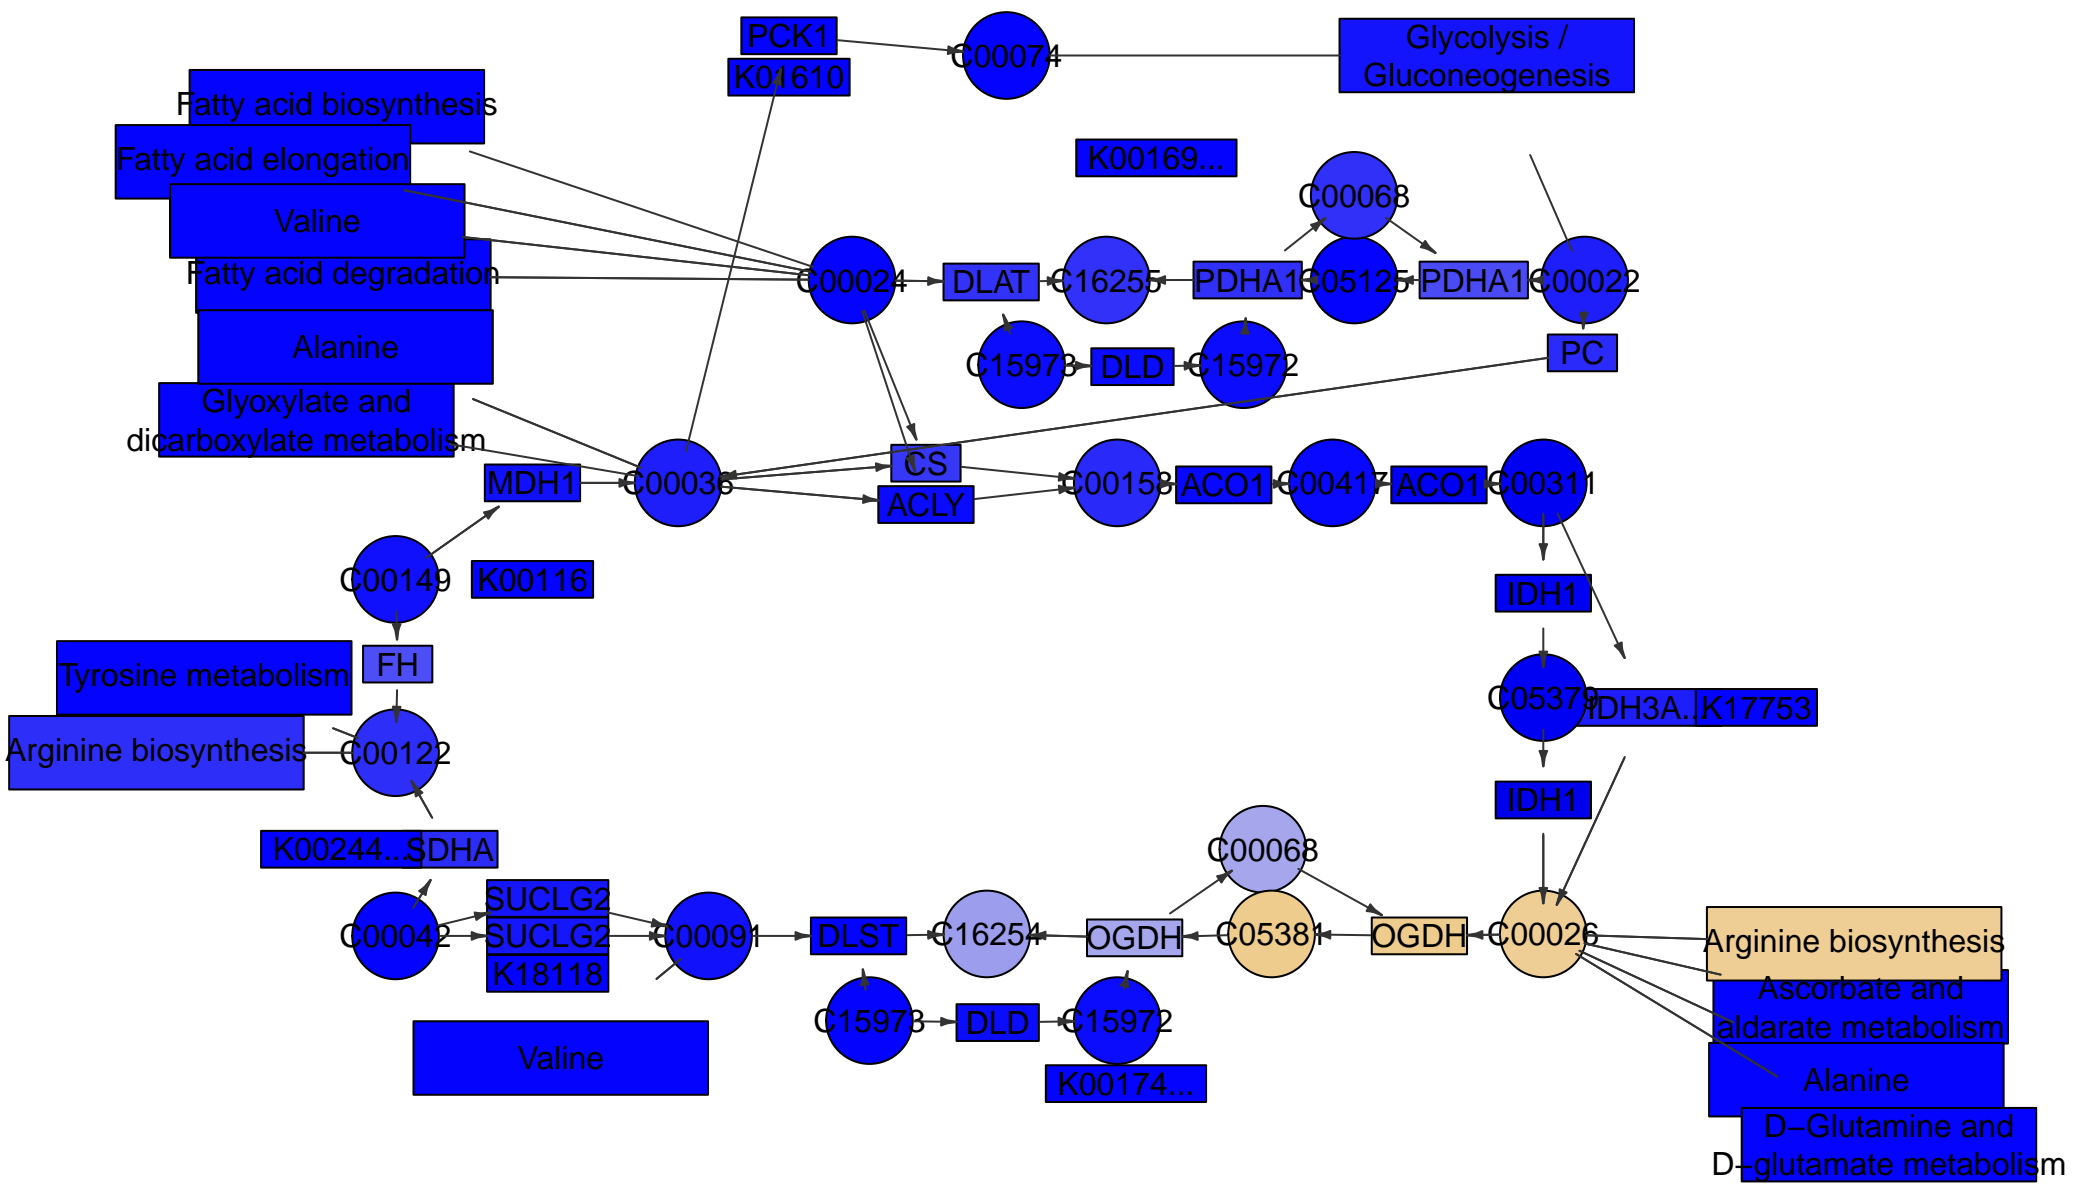 PCK1
C00074
Glycolysis /
Gluconeogenesis
K01610
Fatty acid biosynthesis
Fatty acid elongation
K00169...
C00068
Valine
Fatty acid degradation
C00024
DLAT
C16255
PDHA1
C05125
PDHA1
C00022
Alanine
C15973
DLD
C15972
PC
Glyoxylate and
dicarboxylate metabolism
MDH1
C00036
CS
ACLY
C00158
ACO1
C00417
ACO1
C00311
C00149
K00116
IDH1
Tyrosine metabolism
FH
C05379
IDH3A...
K17753
Arginine biosynthesis
C00122
IDH1
K00244...
SDHA
C00068
C00042
SUCLG2
SUCLG2
K18118
C00091
DLST
C16254
OGDH
C05381
OGDH
C00026
Arginine biosynthesis
Ascorbate and
aldarate metabolism
C15973
DLD
C15972
Valine
K00174...
Alanine
D−Glutamine and
D−glutamate metabolism